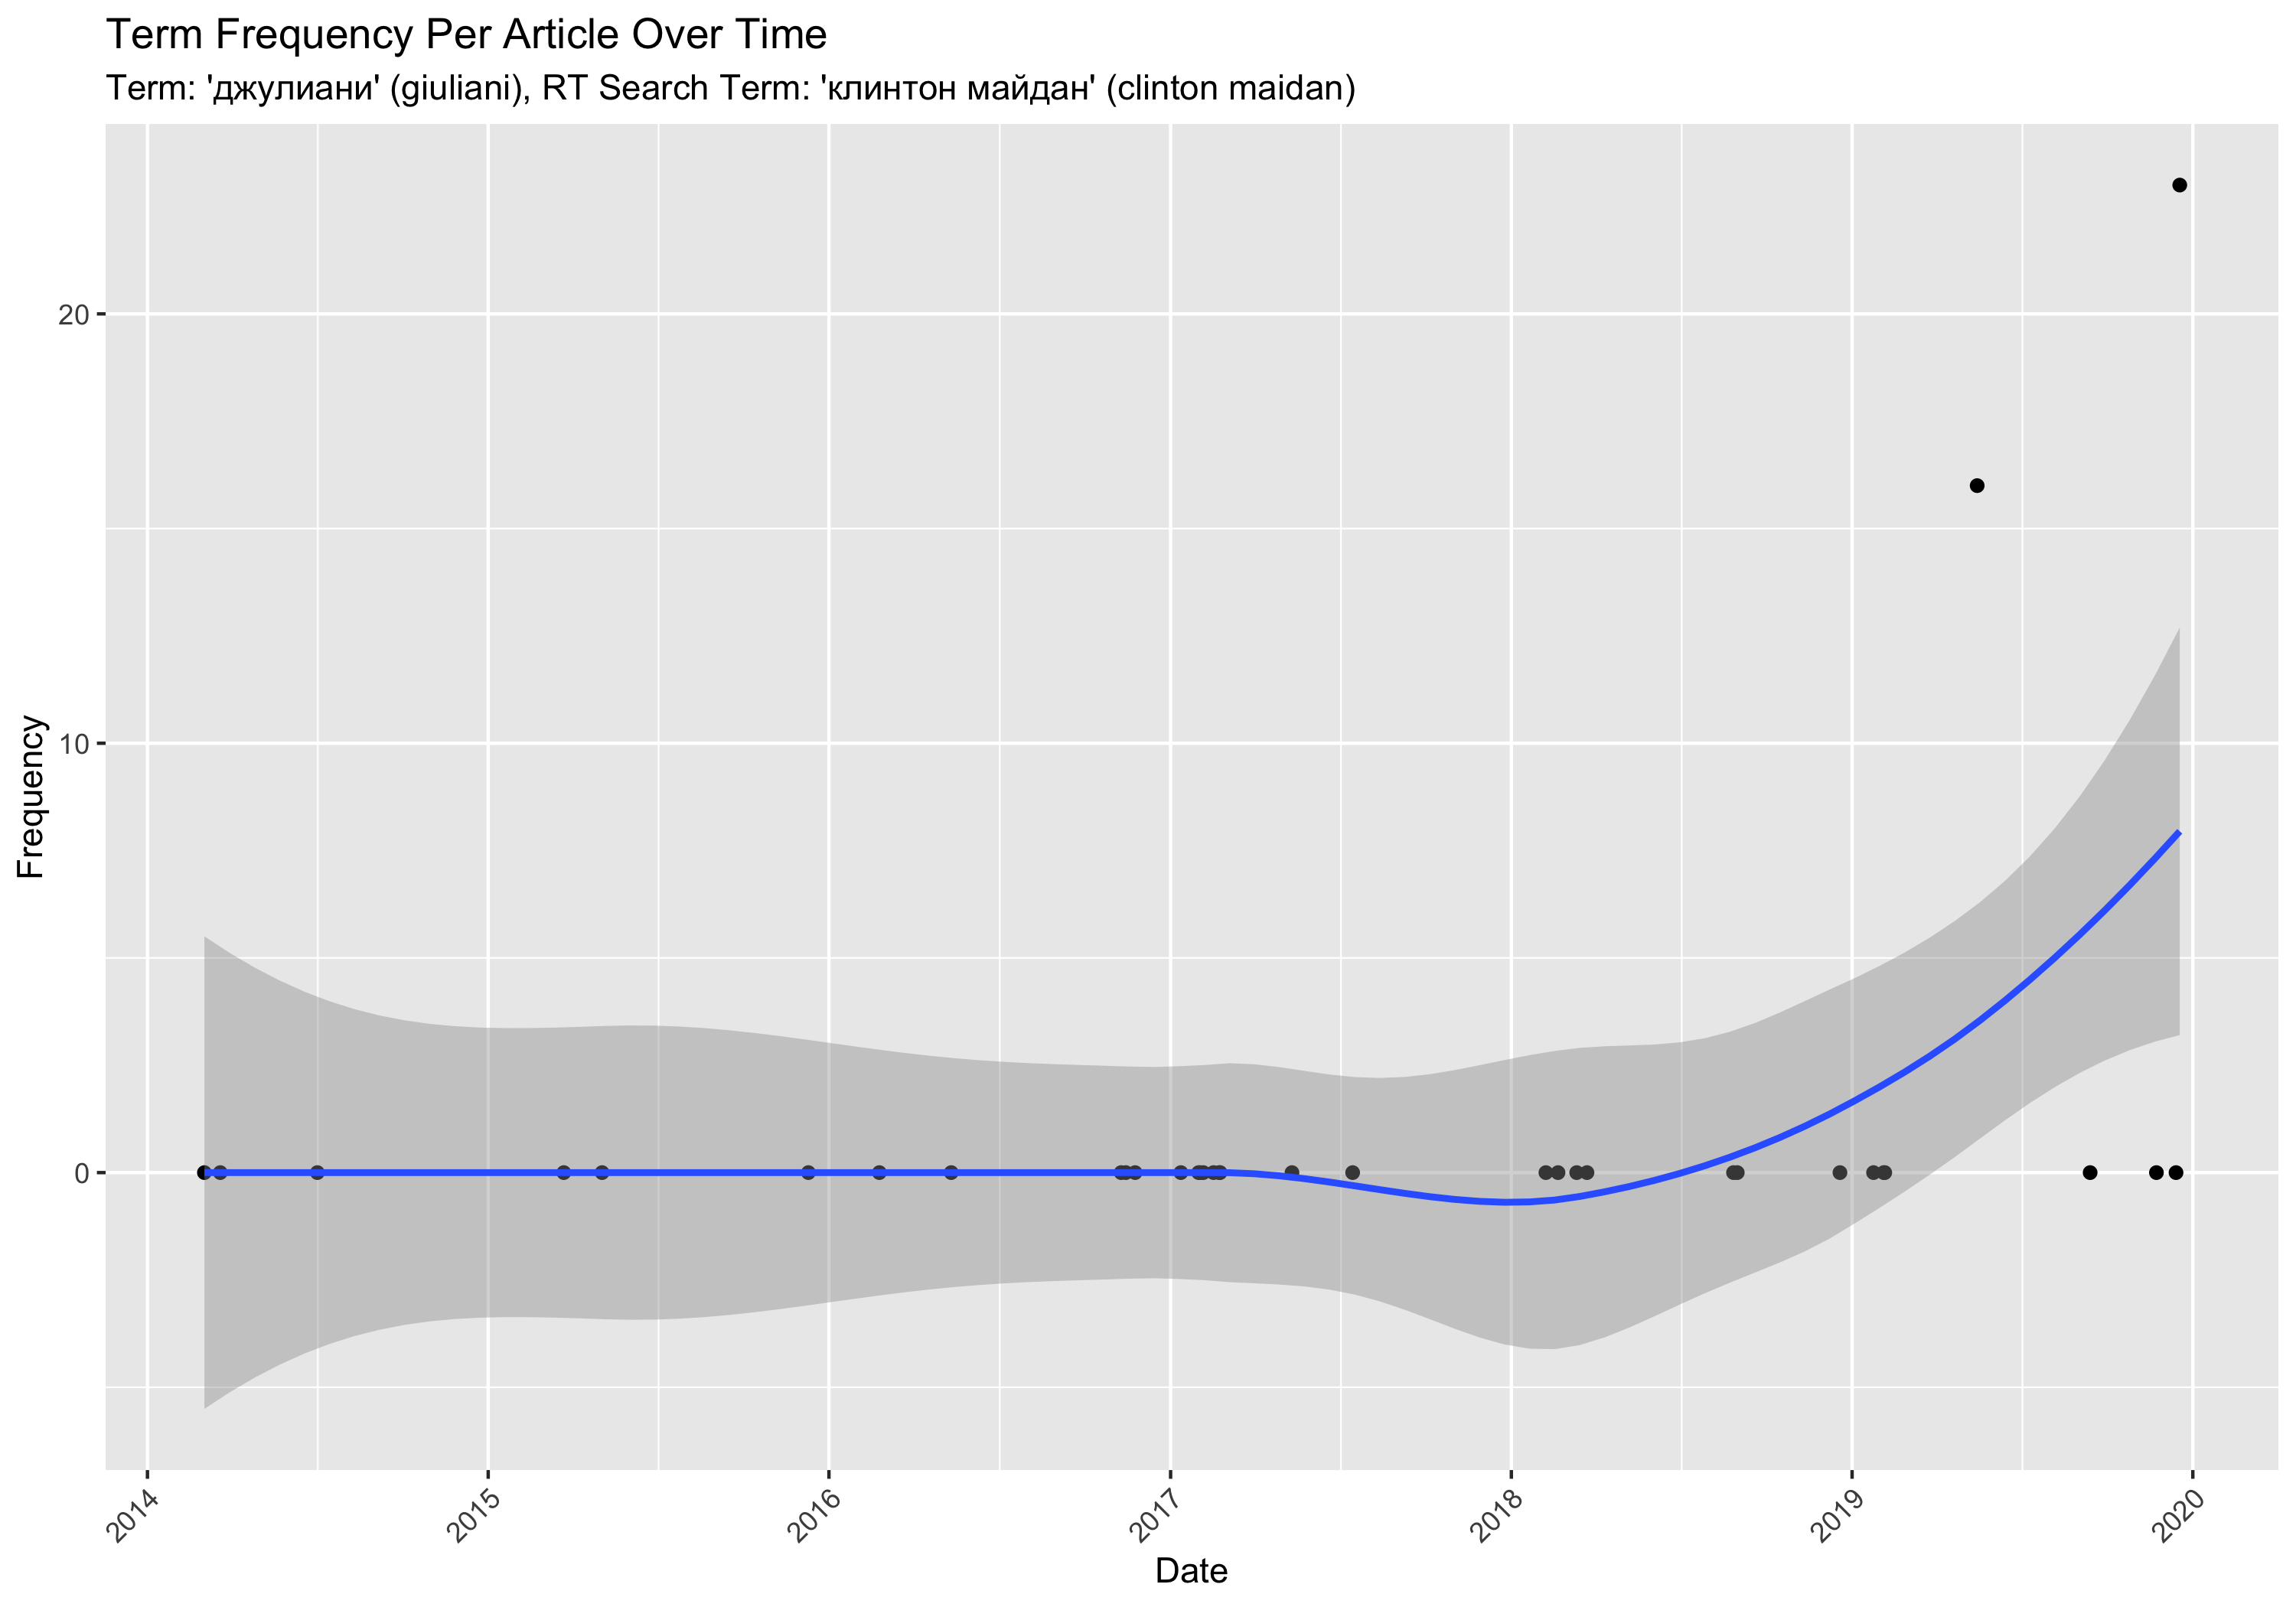 Term Frequency Per Article Over Time
Term: 'джулиани' (giuliani), RT Search Term: 'клинтон майдан' (clinton maidan)
20
10
0
Frequency
2014
2015
2016
2017
2018
2019
2020
Date